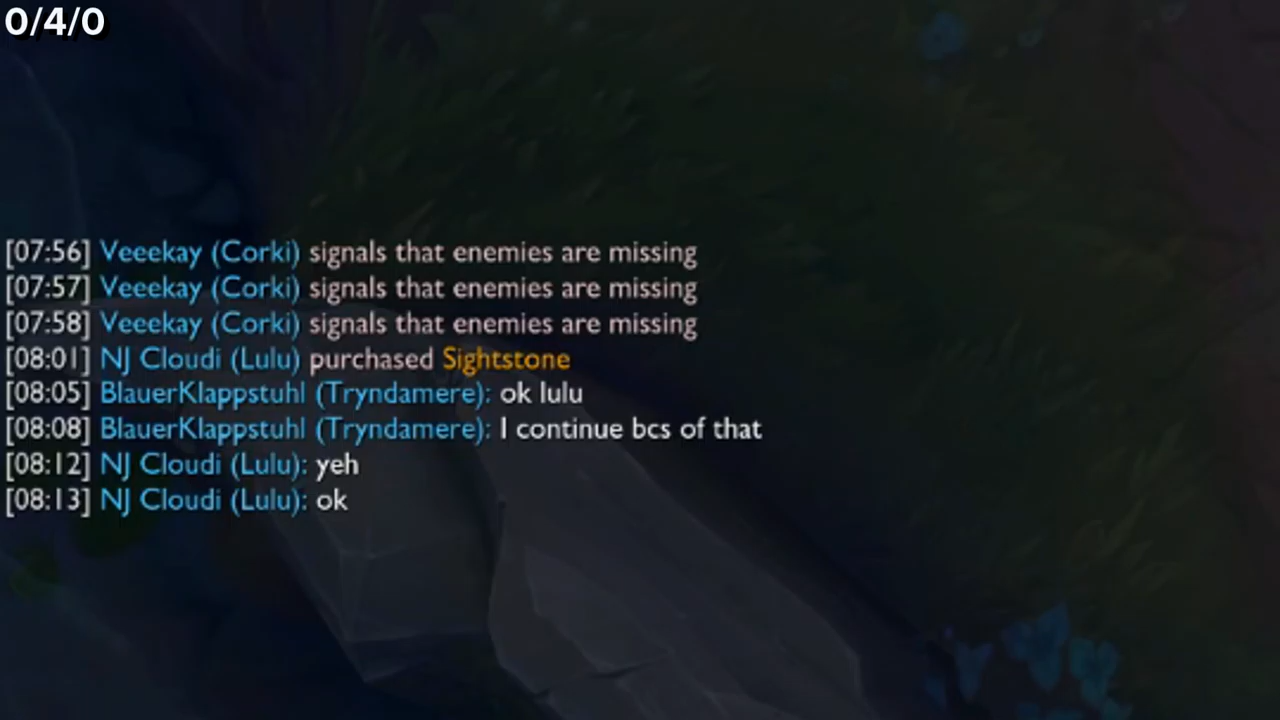 0/4/0
[07:56] Veeekay (Corki) signals that enemies are missing
[07:57] Veeekay (Corki) signals that enemies are missing
[07:58] Veeekay (Corki) signals that enemies are missing
[08:01] NJ Cloudi (Lulu) purchased Sightstone
[08:05] BlauerKlappstuhl (Tryndamere): ok lulu
[08:08] BlauerKlappstuhl (Tryndamere): I continue bcs of that
[08:12] NJ Cloudi (Lulu): yeh
[08:13] NJ Cloudi (Lulu): ok